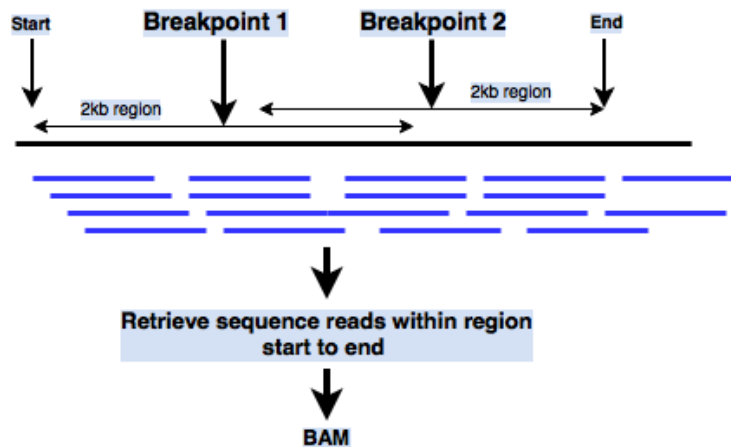 Start
Breakpoint 1
Breakpoint 2
End
2kb region
2kb region
Retrieve sequence reads within region
start to end
BAM